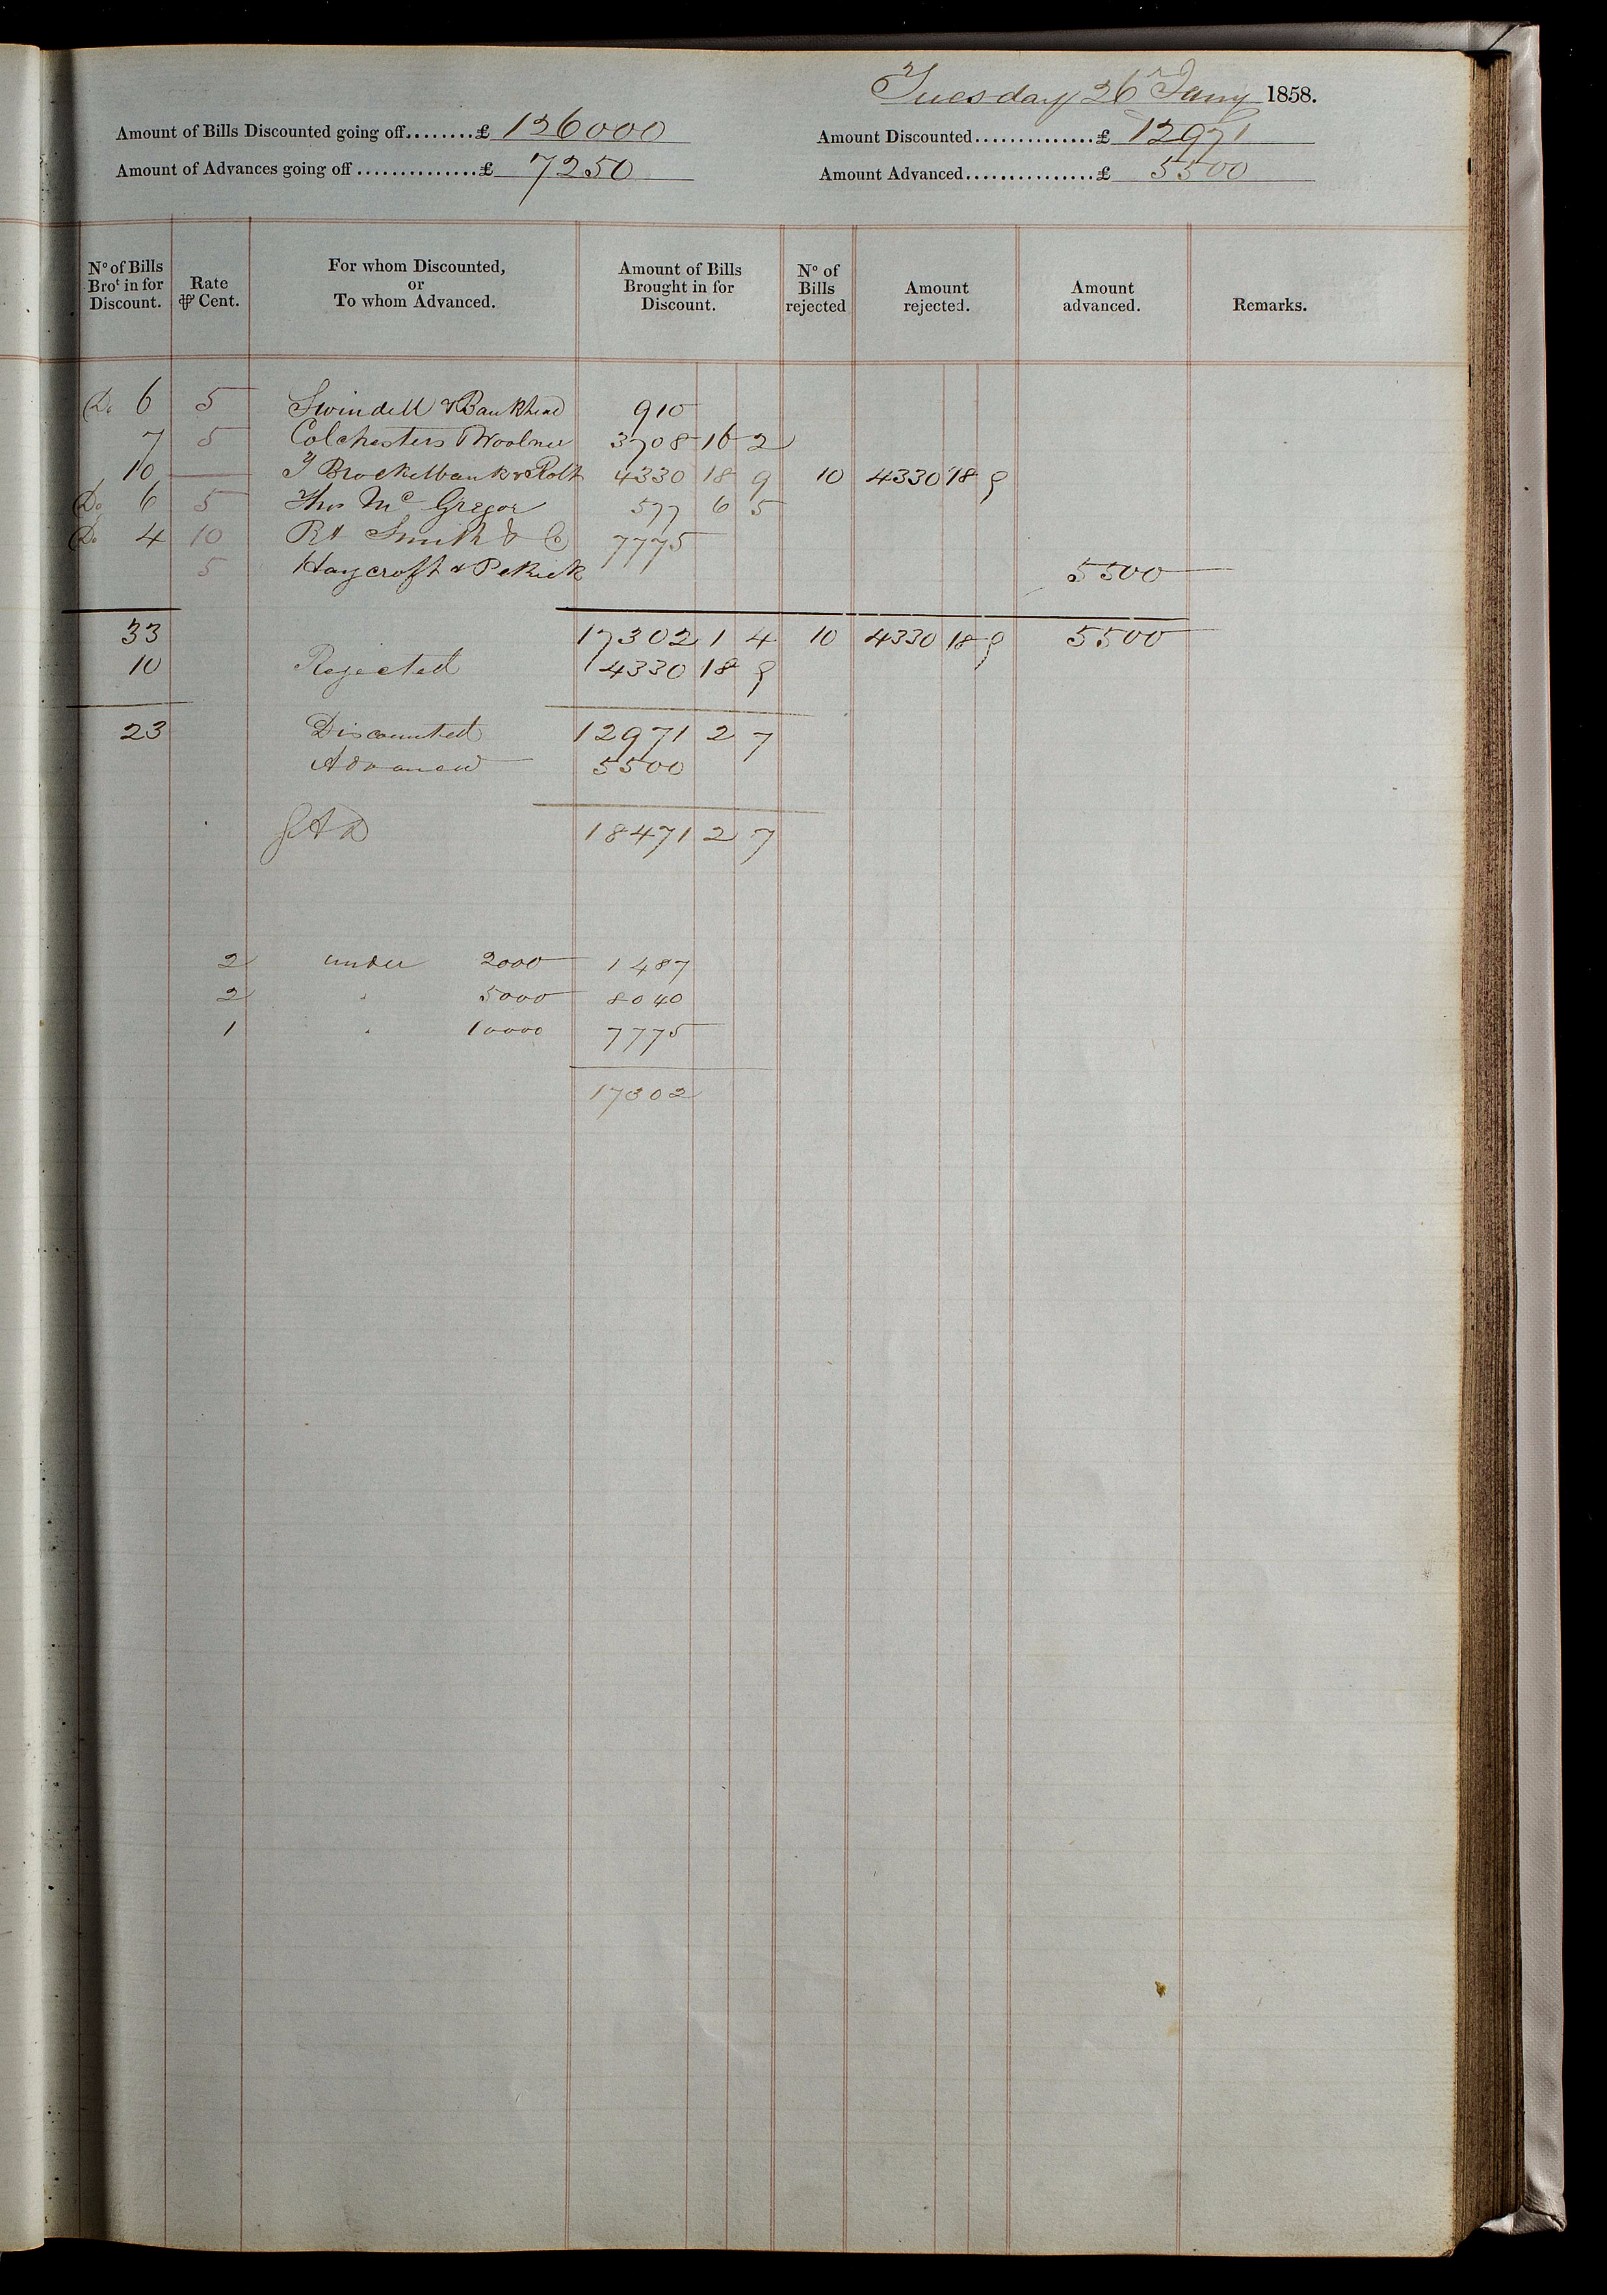 Tuesday 26 Jany 1858.
Amount of Bills Discounted going off........£ 126000 Amount Discounted..............£ 12971
Amount of Advances going off..............£ 7250 Amount Advanced...............£ 5500
No of Bills Brot in for Discount. Rate ⅌ Cent. For whom Discounted, or To whom Advanced. Amount of Bills Brought in for Discount. No of Bills rejected Amount rejected. Amount advanced. Remarks.
Do 6 5 Swindell & Bankhead 910
7 5 Colchesters Woolner 3708 16 2
10 — T Brockelbank & Rolt 4330 18 9 10 4330 18 9
Do 6 5 Thos Mc Gregor 577 6 5
Do 4 10 Rt Smith & Co 7775
5 Haycroft & Pethick 5500
33 17302 1 4 10 4330 18 9 5500
10 Rejected 4330 18 9
23 Discounted 12971 2 7
Advanced 5500
18471 2 7
2 under 2000 1487
2 " 5000 8040
1 " 10000 7775
17302